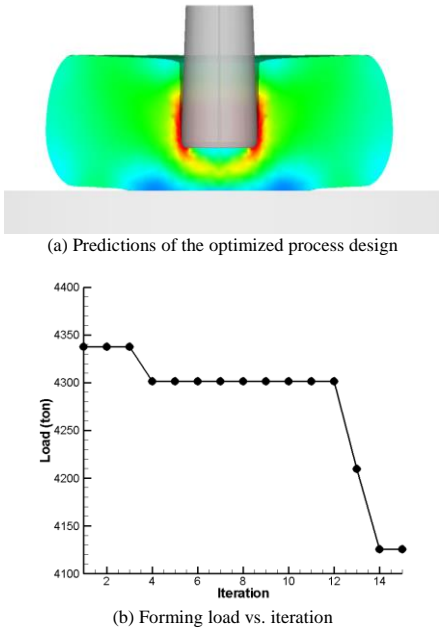 (a) Predictions of the optimized process design
4400
4350
4300
4250
4200
4150
4100
Load (ton)
2 4 6 8 10 12 14
Iteration
(b) Forming load vs. iteration